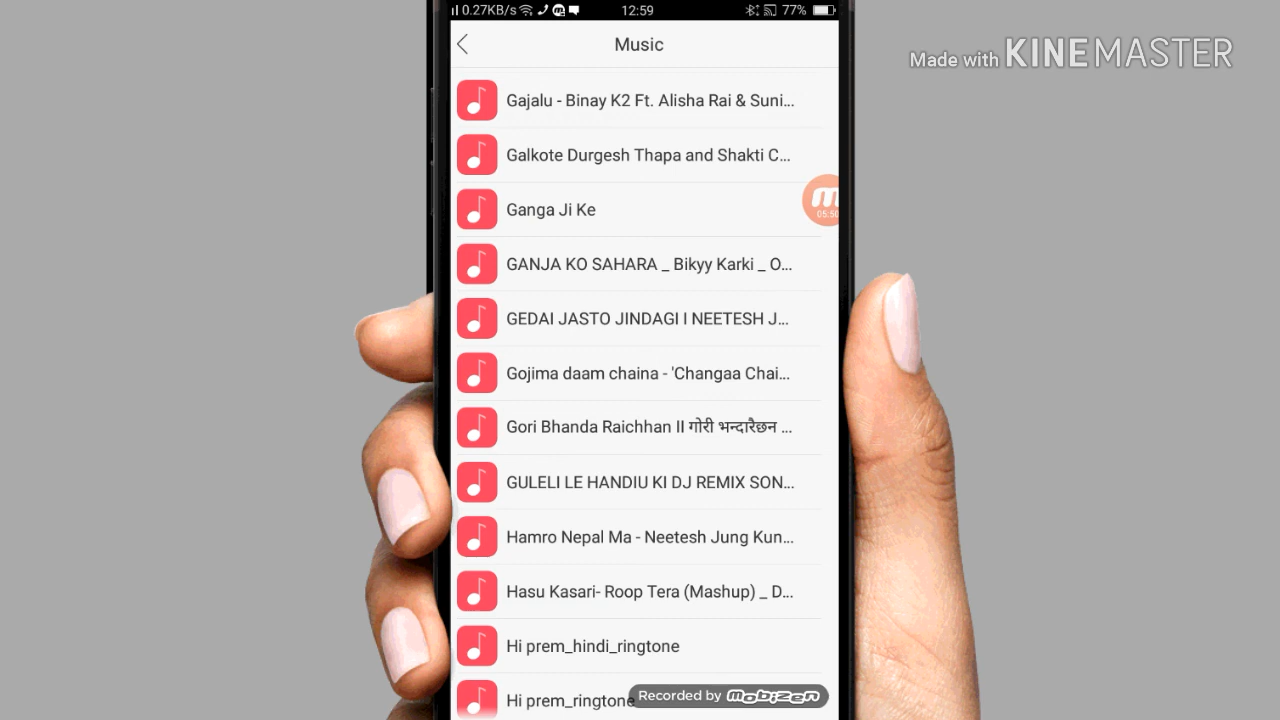 0.27KB/s 12:59 77%
Music
Made with KINEMASTER
Gajalu - Binay K2 Ft. Alisha Rai & Suni...
Galkote Durgesh Thapa and Shakti C...
Ganga Ji Ke
05:50
GANJA KO SAHARA _ Bikyy Karki _ O...
GEDAI JASTO JINDAGI I NEETESH J...
Gojima daam chaina - 'Changaa Chai...
Gori Bhanda Raichhan II गोरी भन्दारैछन ...
GULELI LE HANDIU KI DJ REMIX SON...
Hamro Nepal Ma - Neetesh Jung Kun...
Hasu Kasari- Roop Tera (Mashup) _ D...
Hi prem_hindi_ringtone
Hi prem_ringtone
Recorded by mobizen